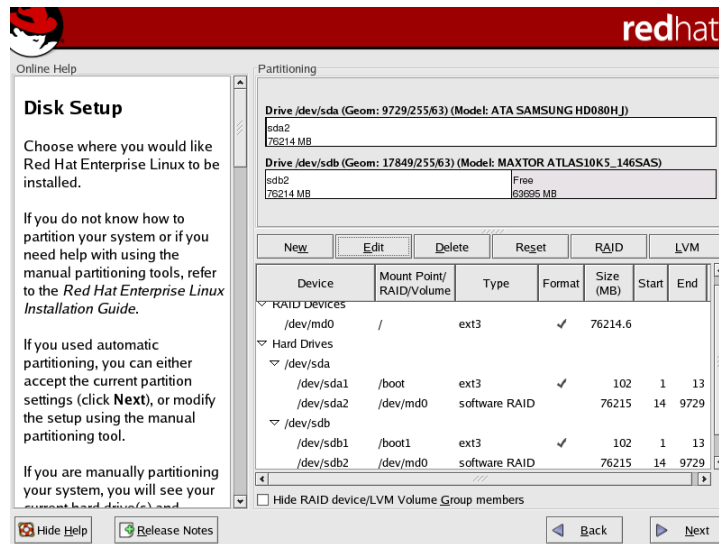 redhat
Online Help
Disk Setup
Choose where you would like
Red Hat Enterprise Linux to be
installed.
If you do not know how to
partition your system or if you
need help with using the
manual partitioning tools, refer
to the Red Hat Enterprise Linux
Installation Guide.
If you used automatic
partitioning, you can either
accept the current partition
settings (click Next), or modify
the setup using the manual
partitioning tool.
If you are manually partitioning
your system, you will see your
current hard drive(s) and
Partitioning
Drive /dev/sda (Geom: 9729/255/63) (Model: ATA SAMSUNG HD080HJ)
sda2
76214 MB
Drive /dev/sdb (Geom: 17849/255/63) (Model: MAXTOR ATLAS10K5_146SAS)
sdb2 Free
76214 MB 63695 MB
New Edit Delete Reset RAID LVM
Device Mount Point/ RAID/Volume Type Format Size (MB) Start End
RAID Devices
/dev/md0 / ext3 76214.6
Hard Drives
/dev/sda
/dev/sda1 /boot ext3 102 1 13
/dev/sda2 /dev/md0 software RAID 76215 14 9729
/dev/sdb
/dev/sdb1 /boot1 ext3 102 1 13
/dev/sdb2 /dev/md0 software RAID 76215 14 9729
Hide RAID device/LVM Volume Group members
Hide Help Release Notes Back Next